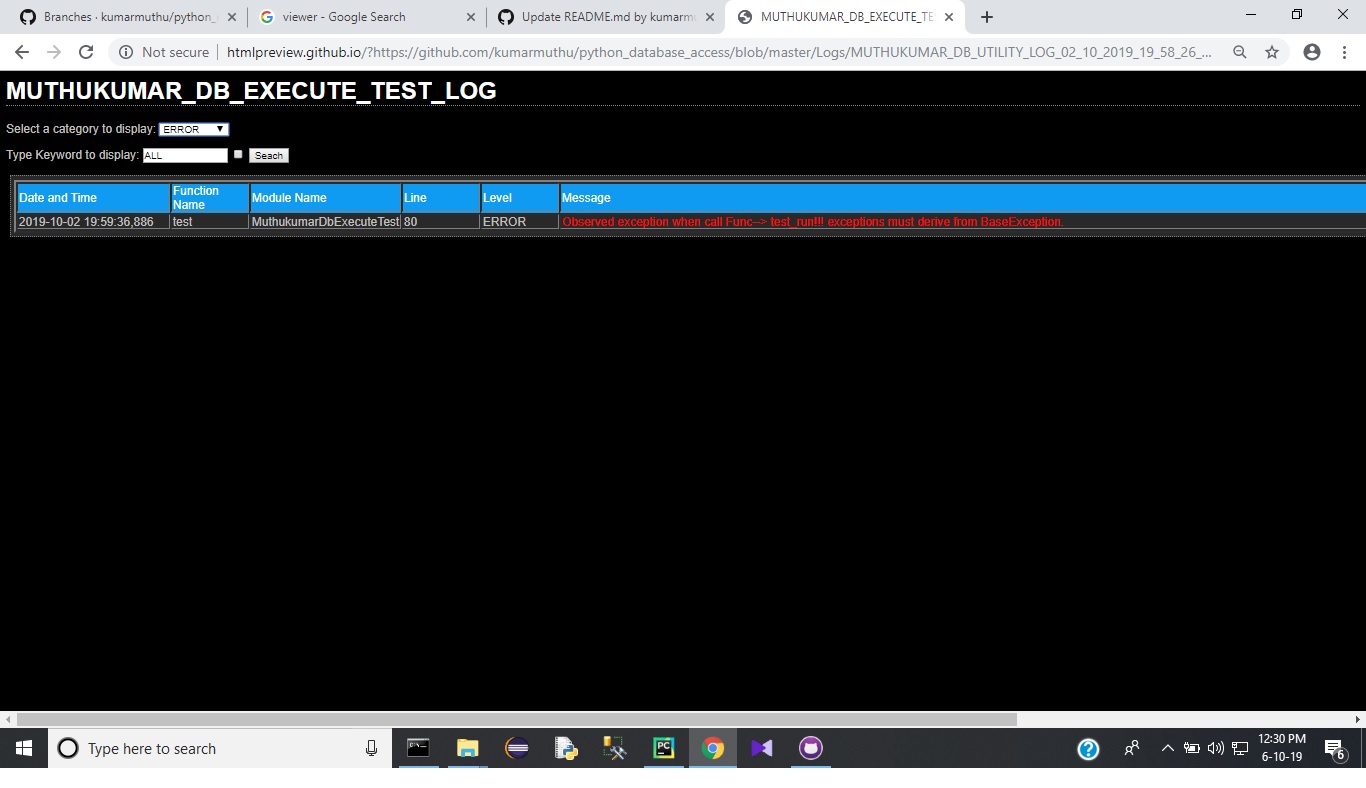 Branches · kumarmuthu/python_
viewer - Google Search
Update README.md by kumarm
MUTHUKUMAR_DB_EXECUTE_TE
Not secure
htmlpreview.github.io/?https://github.com/kumarmuthu/python_database_access/blob/master/Logs/MUTHUKUMAR_DB_UTILITY_LOG_02_10_2019_19_58_26_...
MUTHUKUMAR_DB_EXECUTE_TEST_LOG
Select a category to display: ERROR
Type Keyword to display: ALL Seach
Date and Time Function Name Module Name Line Level Message
2019-10-02 19:59:36,886 test MuthukumarDbExecuteTest 80 ERROR Observed exception when call Func--> test_run!!! exceptions must derive from BaseException.
Type here to search
PC
12:30 PM
6-10-19
6